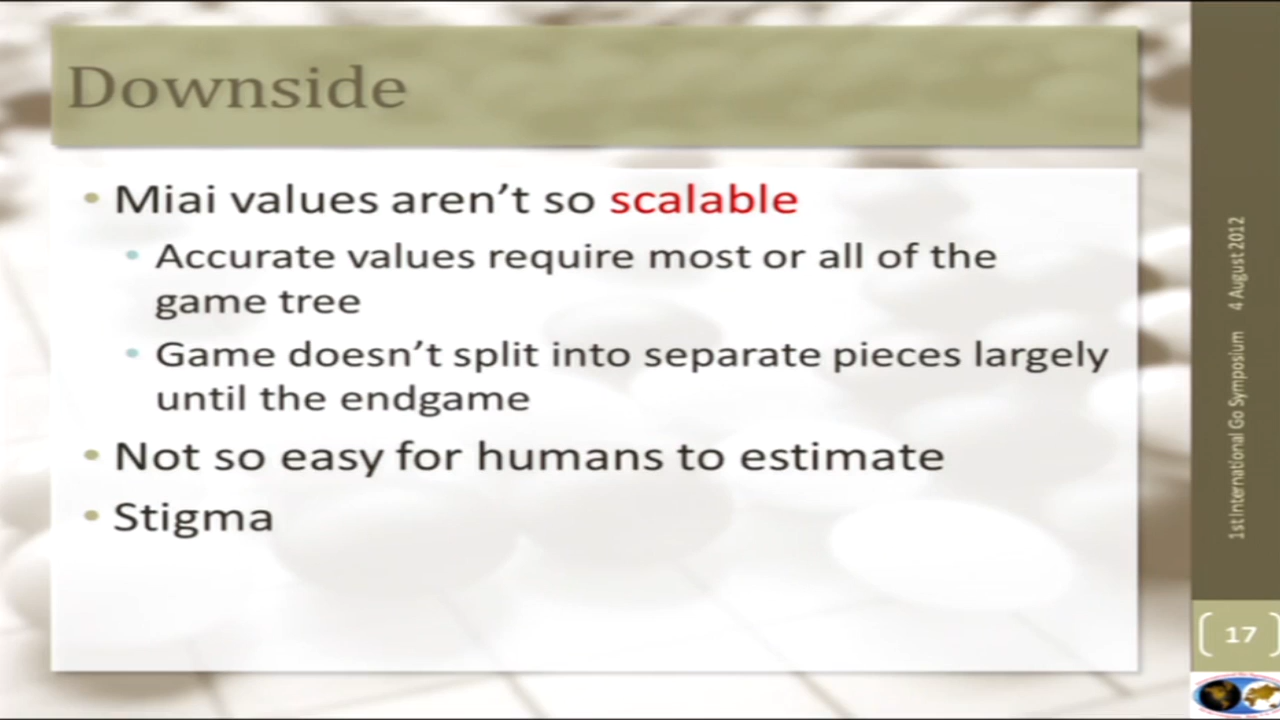 Downside
• Miai values aren't so scalable
• Accurate values require most or all of the
game tree
• Game doesn't split into separate pieces largely
until the endgame
• Not so easy for humans to estimate
• Stigma
1st International Go Symposium 4 August 2012
17